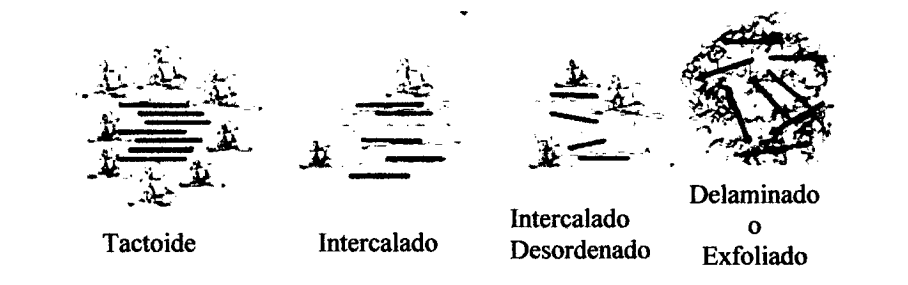 Tactoide
Intercalado
Intercalado
Desordenado
Delaminado
o
Exfoliado